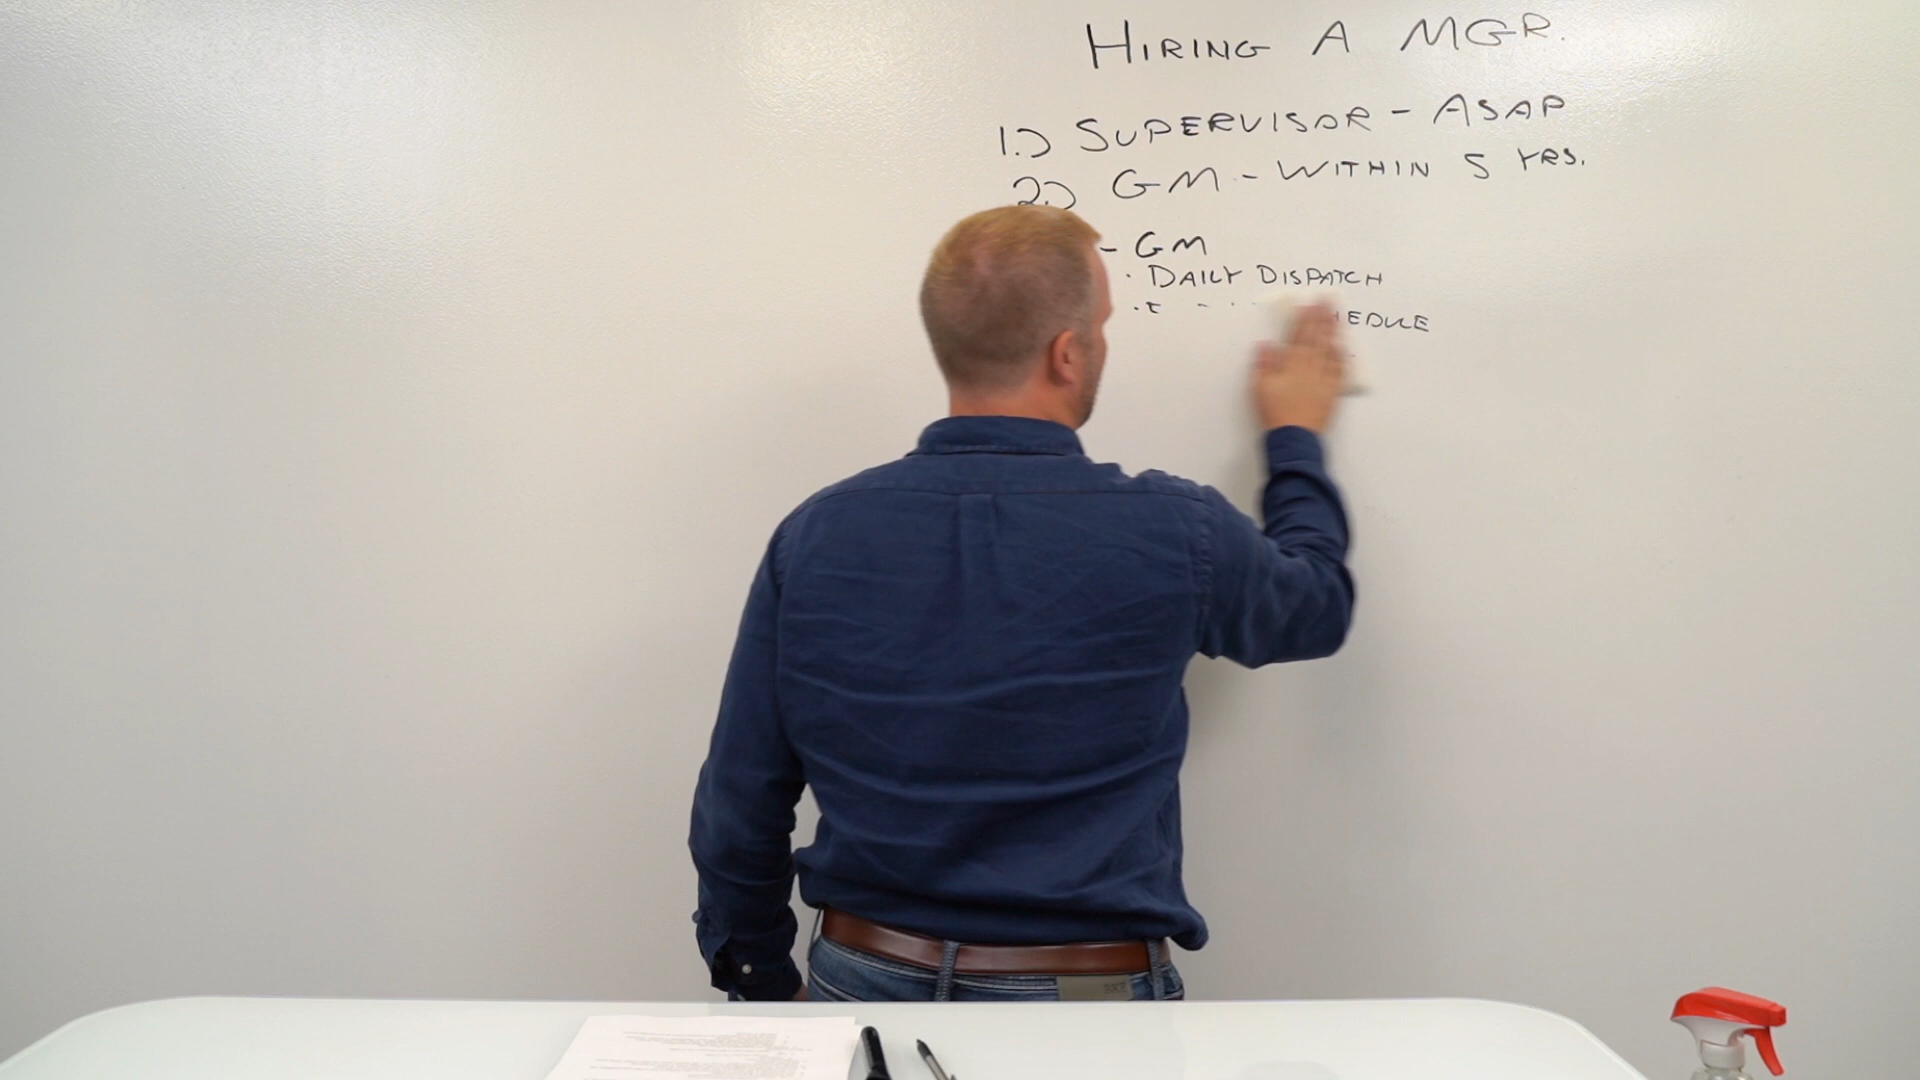 HIRING A MGR.
1.) SUPERVISOR - ASAP
2.) GM - WITHIN 5 YRS.
- GM
· DAILY DISPATCH